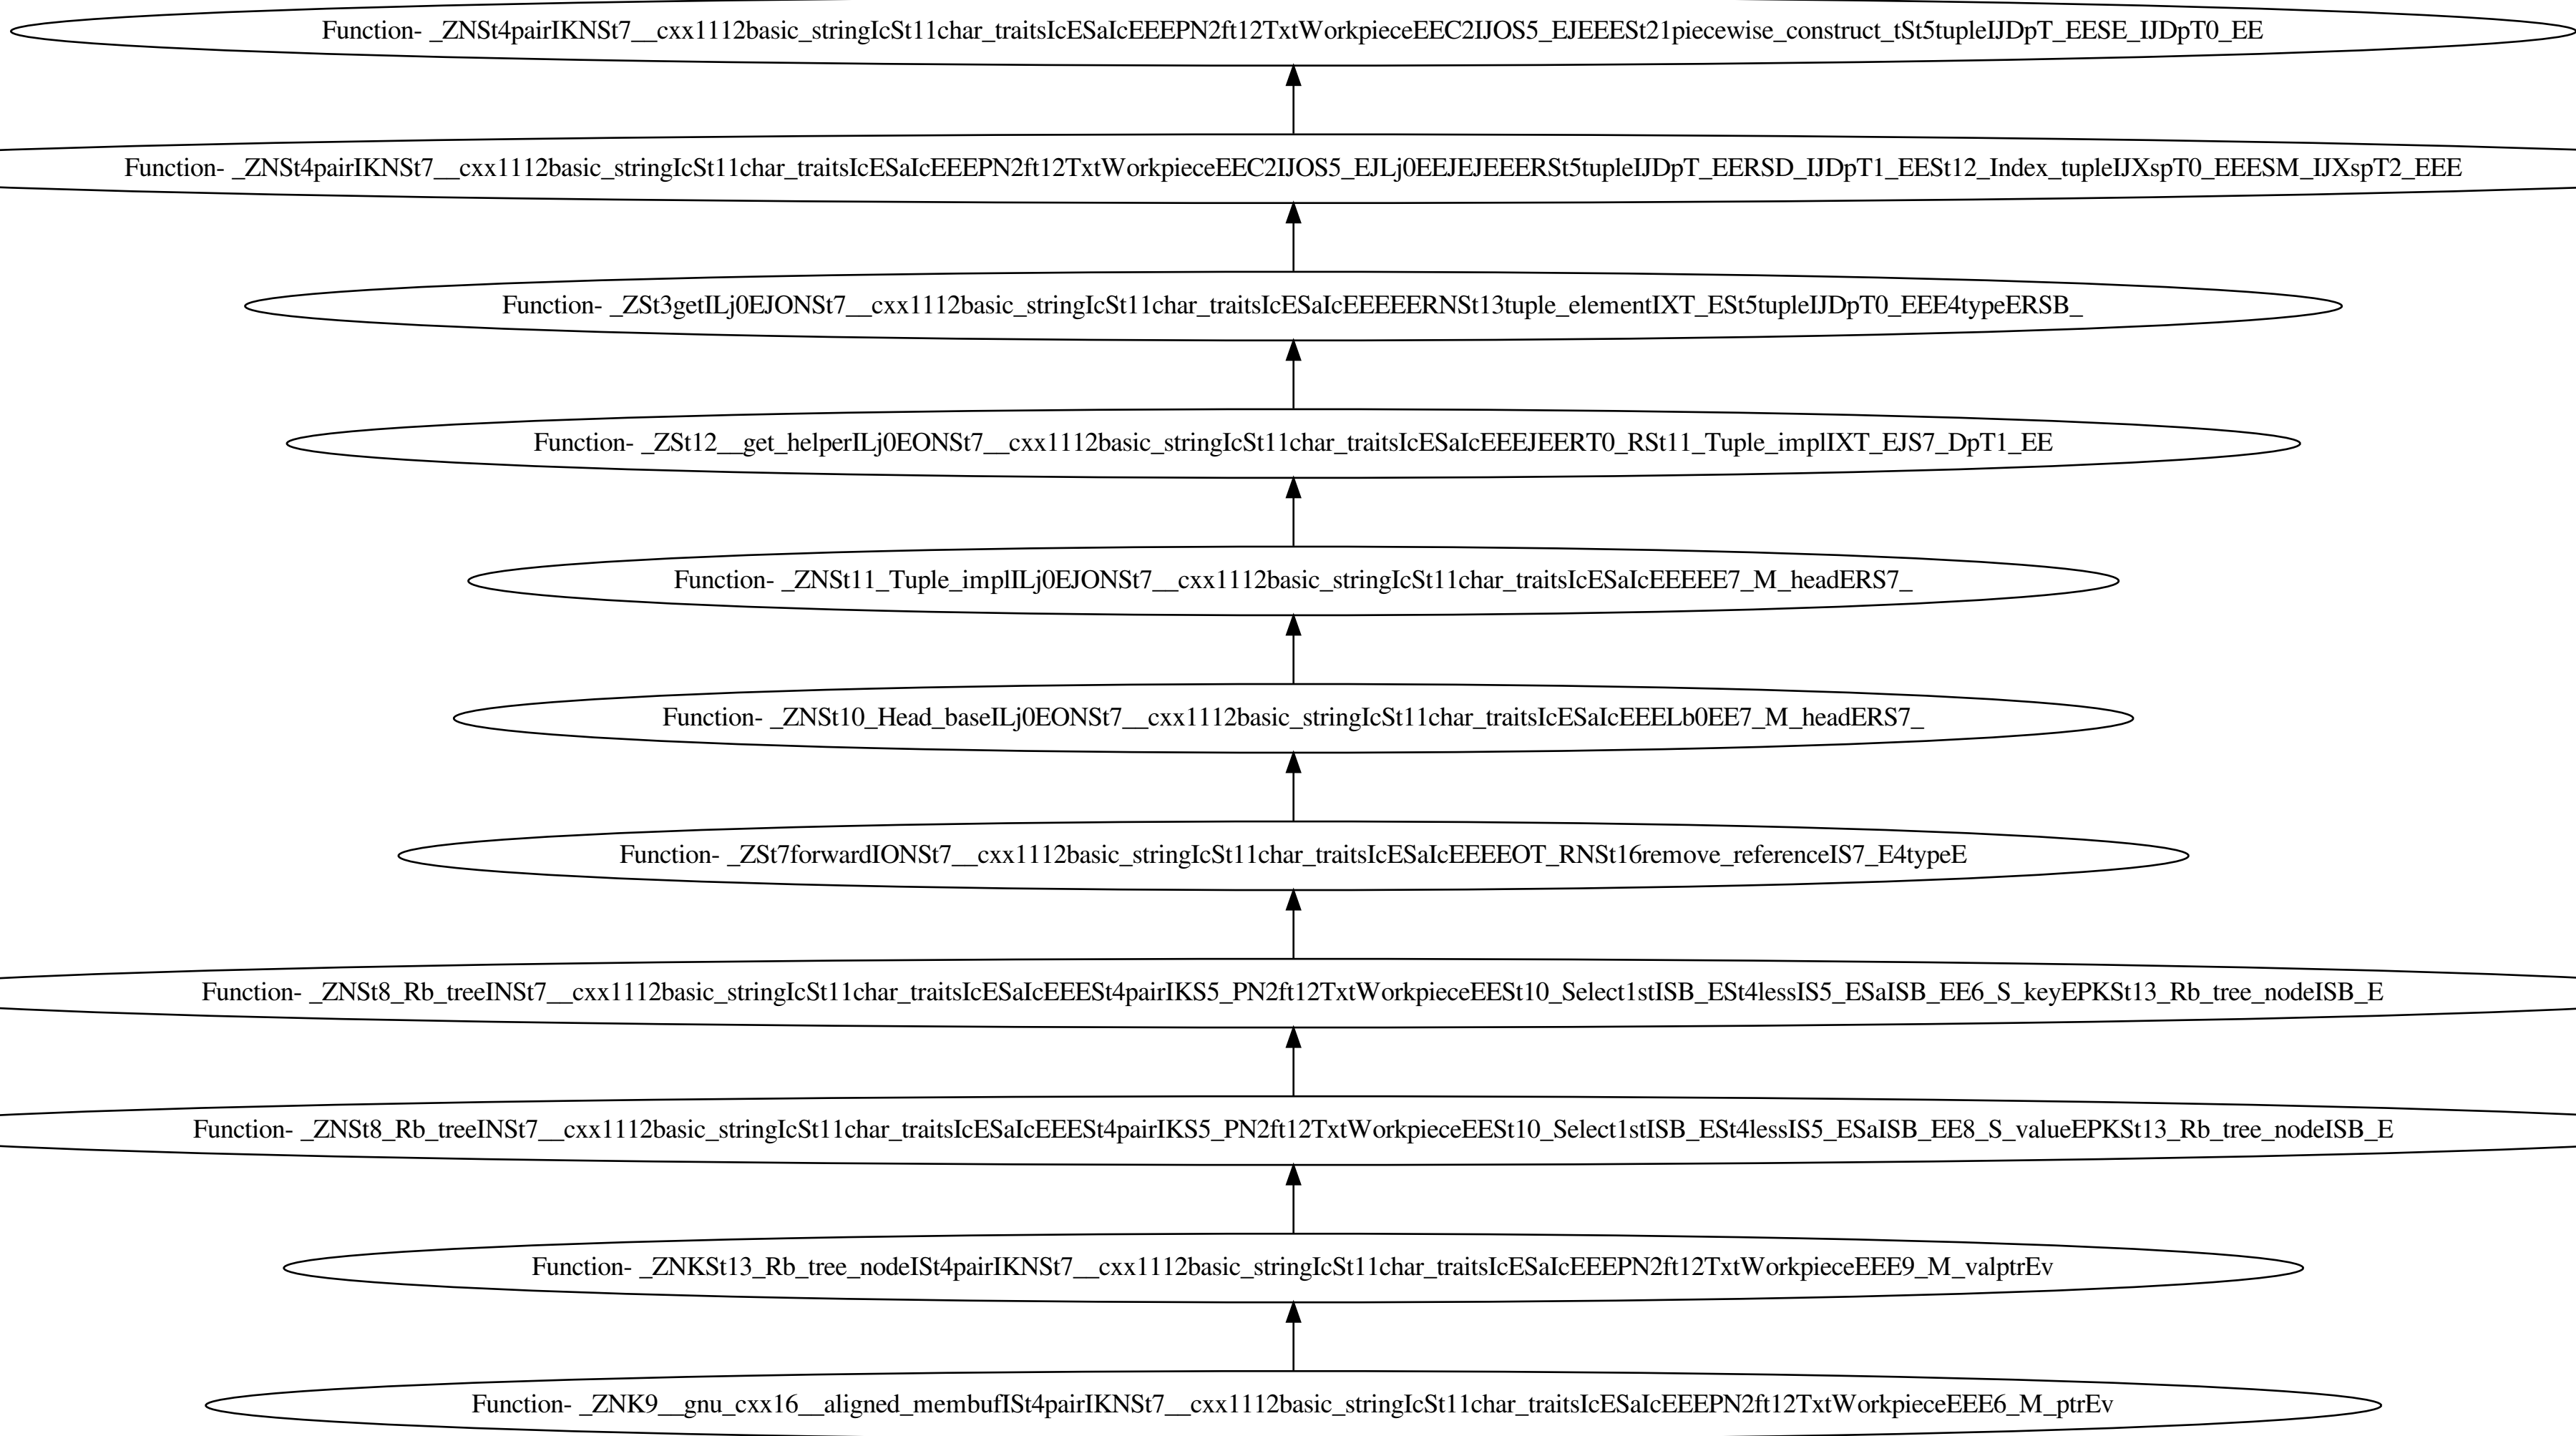 Function- _ZNSt4pairIKNSt7__cxx1112basic_stringIcSt11char_traitsIcESaIcEEEPN2ft12TxtWorkpieceEEC2IJOS5_EJEEESt21piecewise_construct_tSt5tupleIJDpT_EESE_IJDpT0_EE
Function- _ZNSt4pairIKNSt7__cxx1112basic_stringIcSt11char_traitsIcESaIcEEEPN2ft12TxtWorkpieceEEC2IJOS5_EJLj0EEJEJEEERSt5tupleIJDpT_EERSD_IJDpT1_EESt12_Index_tupleIJXspT0_EEESM_IJXspT2_EEE
Function- _ZSt3getILj0EJONSt7__cxx1112basic_stringIcSt11char_traitsIcESaIcEEEEERNSt13tuple_elementIXT_ESt5tupleIJDpT0_EEE4typeERSB_
Function- _ZSt12__get_helperILj0EONSt7__cxx1112basic_stringIcSt11char_traitsIcESaIcEEEJEERT0_RSt11_Tuple_implIXT_EJS7_DpT1_EE
Function- _ZNSt11_Tuple_implILj0EJONSt7__cxx1112basic_stringIcSt11char_traitsIcESaIcEEEEE7_M_headERS7_
Function- _ZNSt10_Head_baseILj0EONSt7__cxx1112basic_stringIcSt11char_traitsIcESaIcEEELb0EE7_M_headERS7_
Function- _ZSt7forwardIONSt7__cxx1112basic_stringIcSt11char_traitsIcESaIcEEEEOT_RNSt16remove_referenceIS7_E4typeE
Function- _ZNSt8_Rb_treeINSt7__cxx1112basic_stringIcSt11char_traitsIcESaIcEEESt4pairIKS5_PN2ft12TxtWorkpieceEESt10_Select1stISB_ESt4lessIS5_ESaISB_EE6_S_keyEPKSt13_Rb_tree_nodeISB_E
Function- _ZNSt8_Rb_treeINSt7__cxx1112basic_stringIcSt11char_traitsIcESaIcEEESt4pairIKS5_PN2ft12TxtWorkpieceEESt10_Select1stISB_ESt4lessIS5_ESaISB_EE8_S_valueEPKSt13_Rb_tree_nodeISB_E
Function- _ZNKSt13_Rb_tree_nodeISt4pairIKNSt7__cxx1112basic_stringIcSt11char_traitsIcESaIcEEEPN2ft12TxtWorkpieceEEE9_M_valptrEv
Function- _ZNK9__gnu_cxx16__aligned_membufISt4pairIKNSt7__cxx1112basic_stringIcSt11char_traitsIcESaIcEEEPN2ft12TxtWorkpieceEEE6_M_ptrEv